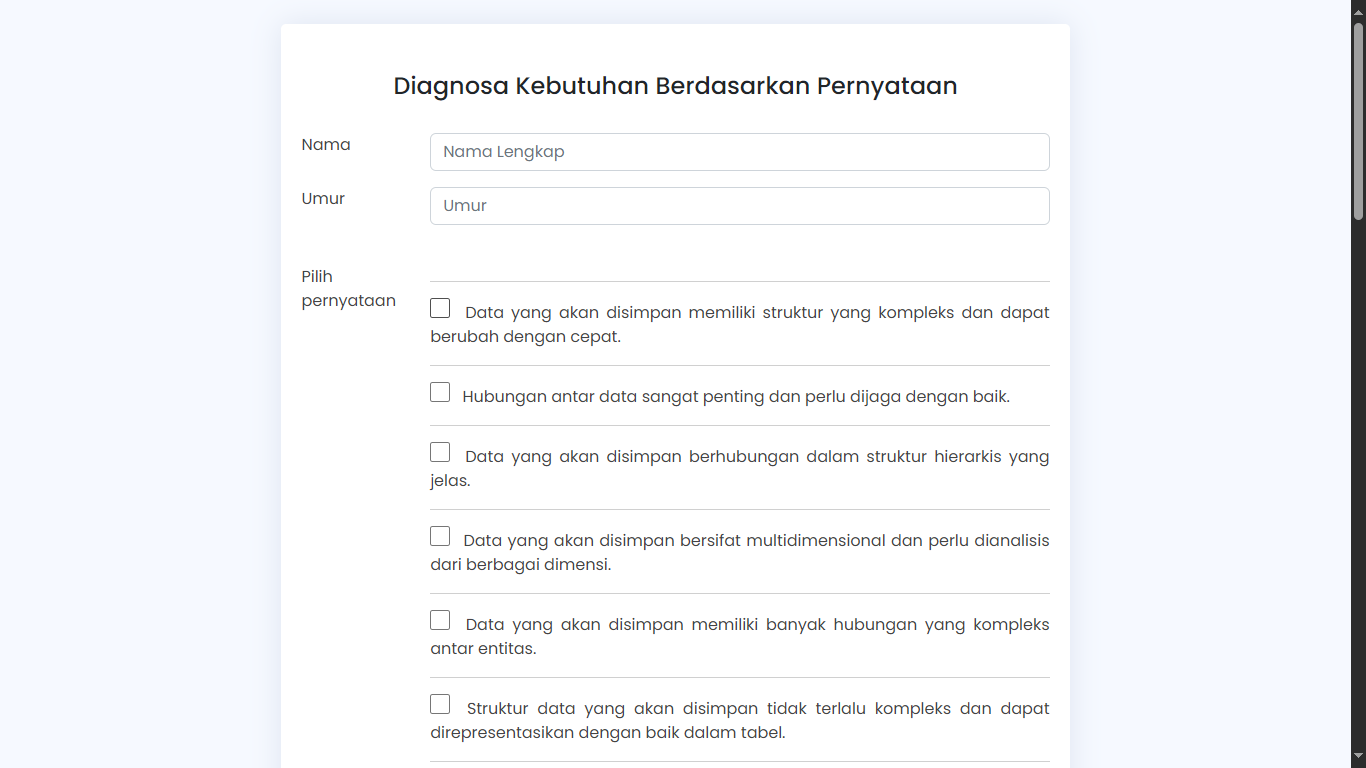 Diagnosa Kebutuhan Berdasarkan Pernyataan
Nama
Nama Lengkap
Umur
Umur
Pilih
pernyataan
Data yang akan disimpan memiliki struktur yang kompleks dan dapat
berubah dengan cepat.
Hubungan antar data sangat penting dan perlu dijaga dengan baik.
Data yang akan disimpan berhubungan dalam struktur hierarkis yang
jelas.
Data yang akan disimpan bersifat multidimensional dan perlu dianalisis
dari berbagai dimensi.
Data yang akan disimpan memiliki banyak hubungan yang kompleks
antar entitas.
Struktur data yang akan disimpan tidak terlalu kompleks dan dapat
direpresentasikan dengan baik dalam tabel.